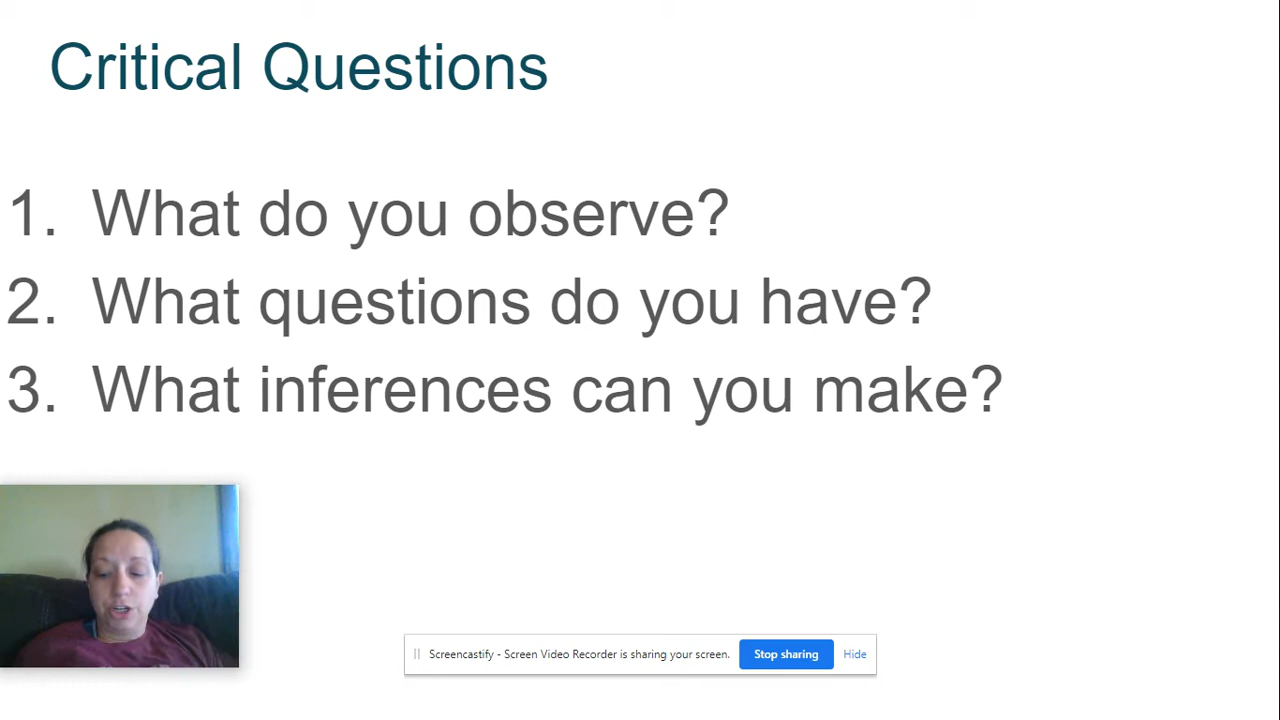 Critical Questions
1. What do you observe?
2. What questions do you have?
3. What inferences can you make?
Screencastify - Screen Video Recorder is sharing your screen. Stop sharing Hide